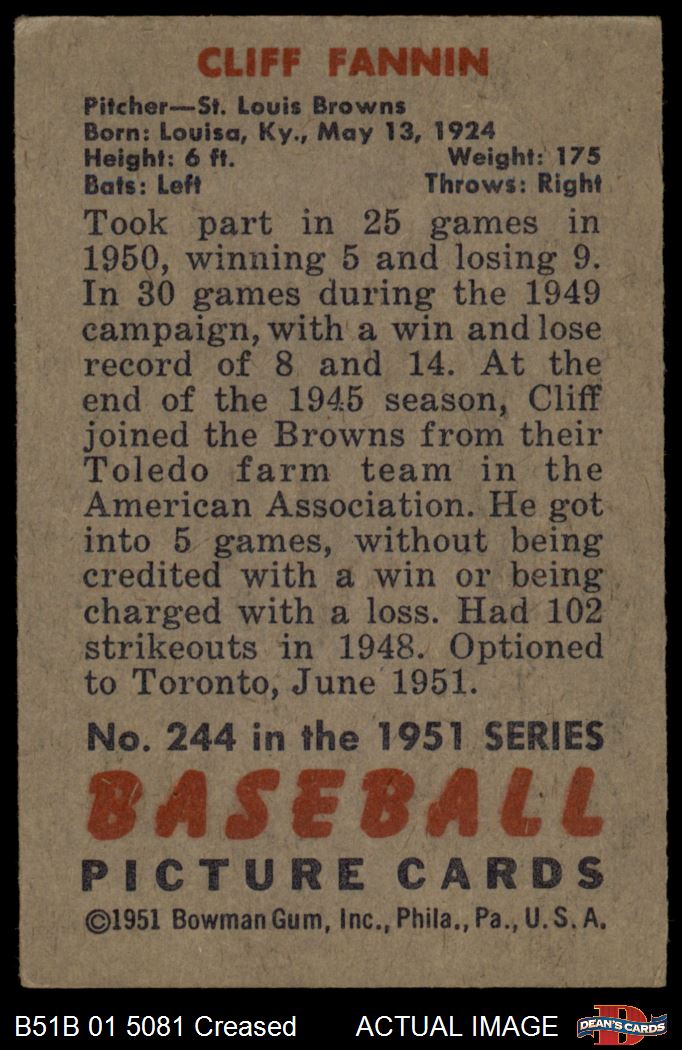 CLIFF FANNIN
Pitcher—St. Louis Browns
Born: Louisa, Ky., May 13, 1924
Height: 6 ft. Weight: 175
Bats: Left Throws: Right
Took part in 25 games in
1950, winning 5 and losing 9.
In 30 games during the 1949
campaign, with a win and lose
record of 8 and 14. At the
end of the 1945 season, Cliff
joined the Browns from their
Toledo farm team in the
American Association. He got
into 5 games, without being
credited with a win or being
charged with a loss. Had 102
strikeouts in 1948. Optioned
to Toronto, June 1951.
No. 244 in the 1951 SERIES
BASEBALL
PICTURE CARDS
©1951 Bowman Gum, Inc., Phila., Pa., U.S.A.
B51B 01 5081 Creased ACTUAL IMAGE D DEAN'S CARDS